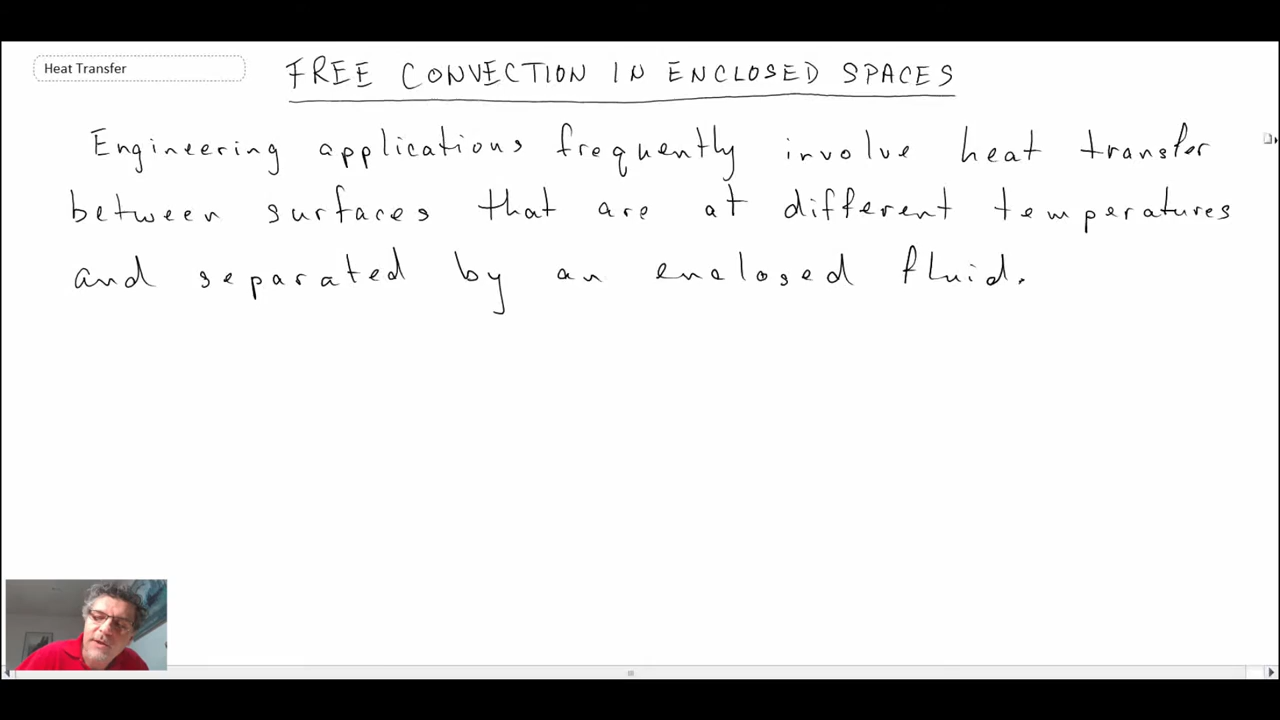 Heat Transfer
FREE CONVECTION IN ENCLOSED SPACES
Engineering applications frequently involve heat transfer
between surfaces that are at different temperatures
and separated by an enclosed fluid.